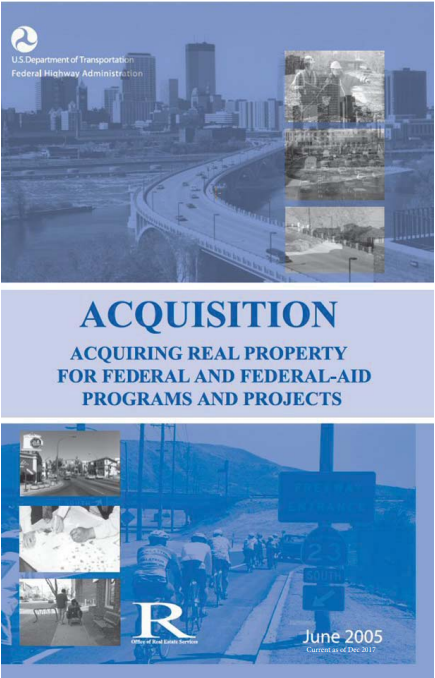 U.S.Department of Transportation
Federal Highway Administration
ACQUISITION
ACQUIRING REAL PROPERTY
FOR FEDERAL AND FEDERAL-AID
PROGRAMS AND PROJECTS
23
SOUTH
R
Office of Real Estate Services
June 2005
Current as of Dec 2017